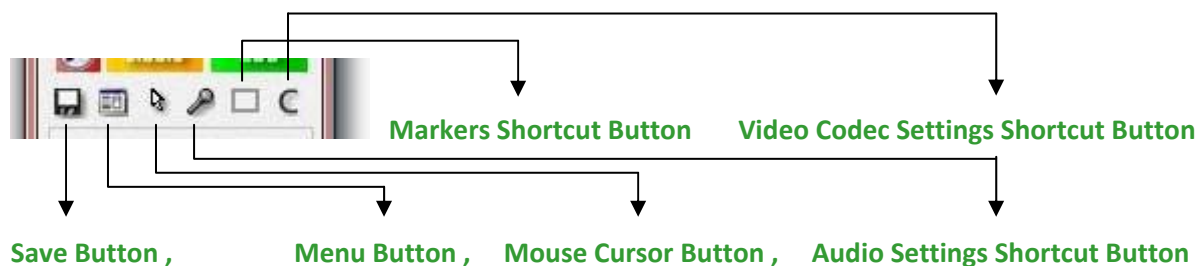 C
Markers Shortcut Button Video Codec Settings Shortcut Button
Save Button , Menu Button , Mouse Cursor Button , Audio Settings Shortcut Button